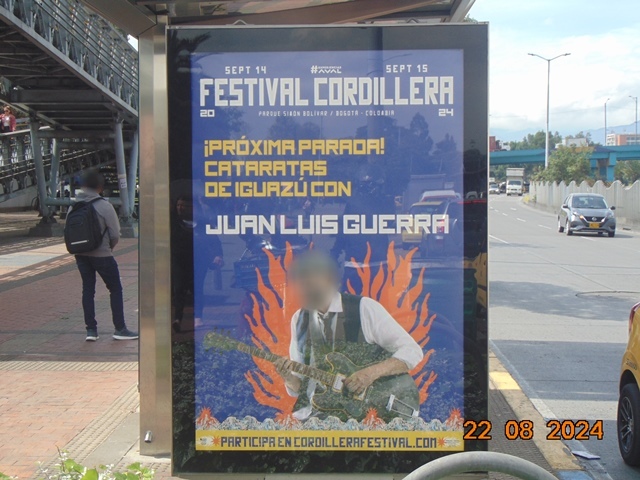 SEPT 14 #AVAL SEPT 15
FESTIVAL CORDILLERA
20 PARQUE SIMÓN BOLÍVAR / BOGOTÁ - COLOMBIA 24
¡PRÓXIMA PARADA!
CATARATAS
DE IGUAZÚ CON
JUAN LUIS GUERRA
PARTICIPA EN CORDILLERAFESTIVAL.COM
22 08 2024